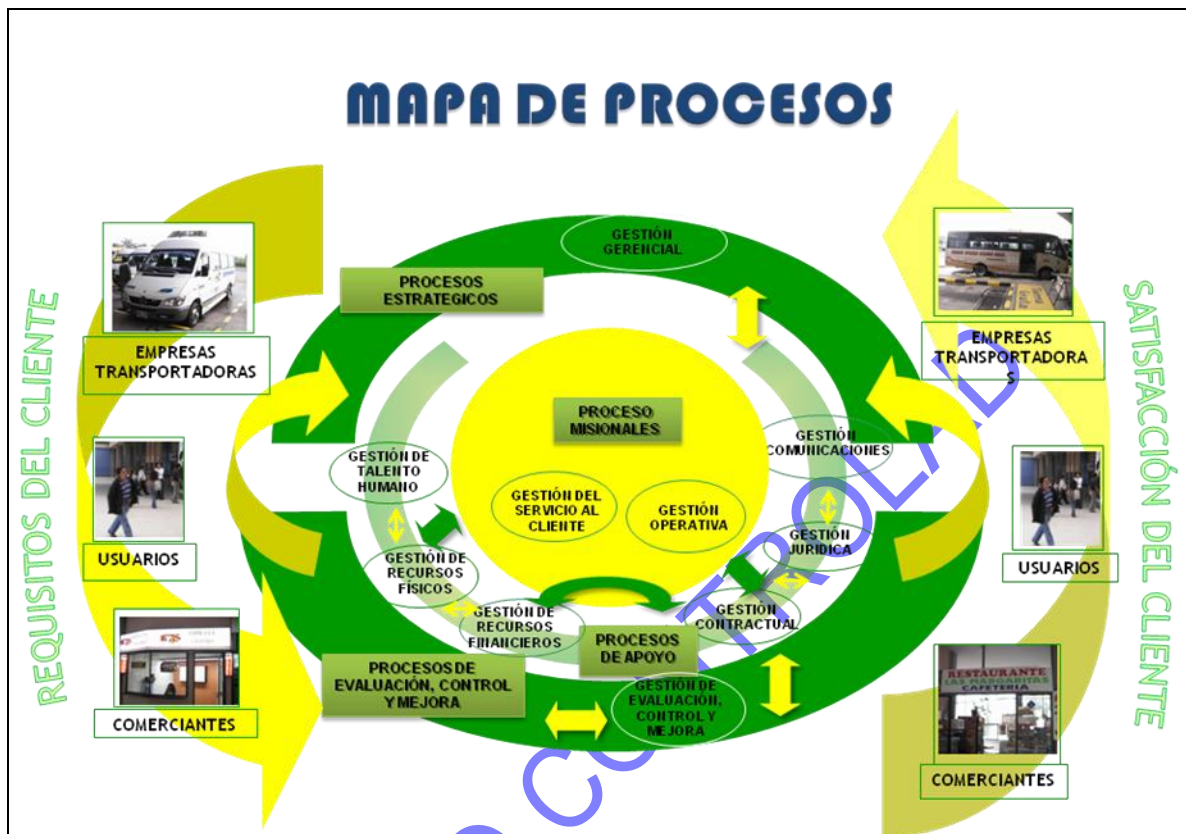 MAPA DE PROCESOS
REQUISITOS DEL CLIENTE
EMPRESAS
TRANSPORTADORAS
USUARIOS
COMERCIANTES
GESTIÓN
GERENCIAL
PROCESOS
ESTRATEGICOS
PROCESO
MISIONALES
GESTIÓN DE
TALENTO
HUMANO
GESTIÓN DEL
SERVICIO AL
CLIENTE
GESTIÓN
OPERATIVA
GESTIÓN
COMUNICACIONES
GESTIÓN DE
RECURSOS
FÍSICOS
GESTIÓN
JURIDICA
GESTIÓN DE
RECURSOS
FINANCIEROS
GESTIÓN
CONTRACTUAL
PROCESOS
DE APOYO
PROCESOS DE
EVALUACIÓN, CONTROL
Y MEJORA
GESTIÓN DE
EVALUACIÓN,
CONTROL Y
MEJORA
EMPRESAS
TRANSPORTADORA
S
USUARIOS
RESTAURANTE
LAS MARGARITAS
CAFETERIA
COMERCIANTES
SATISFACCIÓN DEL CLIENTE